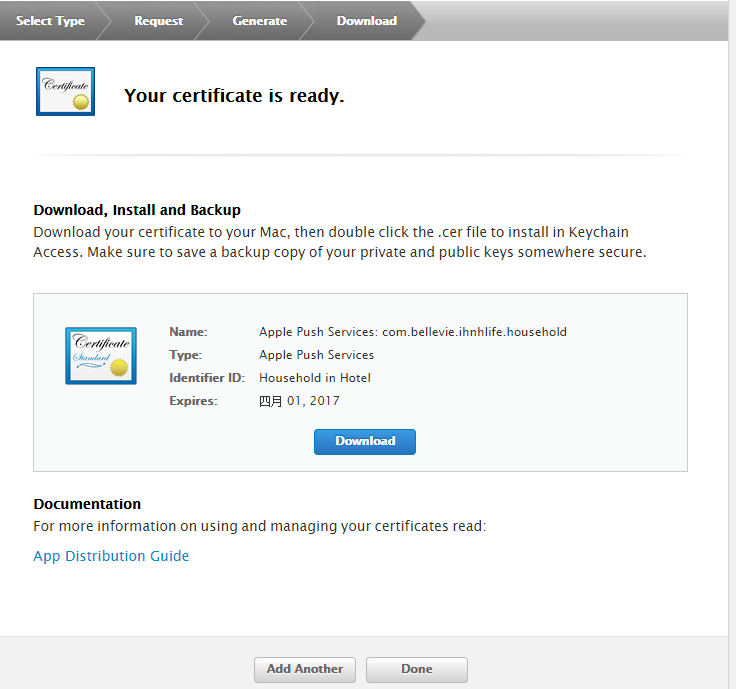 Select Type
Request
Generate
Download
Certificate
Your certificate is ready.
Download, Install and Backup
Download your certificate to your Mac, then double click the .cer file to install in Keychain
Access. Make sure to save a backup copy of your private and public keys somewhere secure.
Certificate
Standard
Name: Apple Push Services: com.bellevie.ihnhlife.household
Type: Apple Push Services
Identifier ID: Household in Hotel
Expires: 四月 01, 2017
Download
Documentation
For more information on using and managing your certificates read:
App Distribution Guide
Add Another
Done